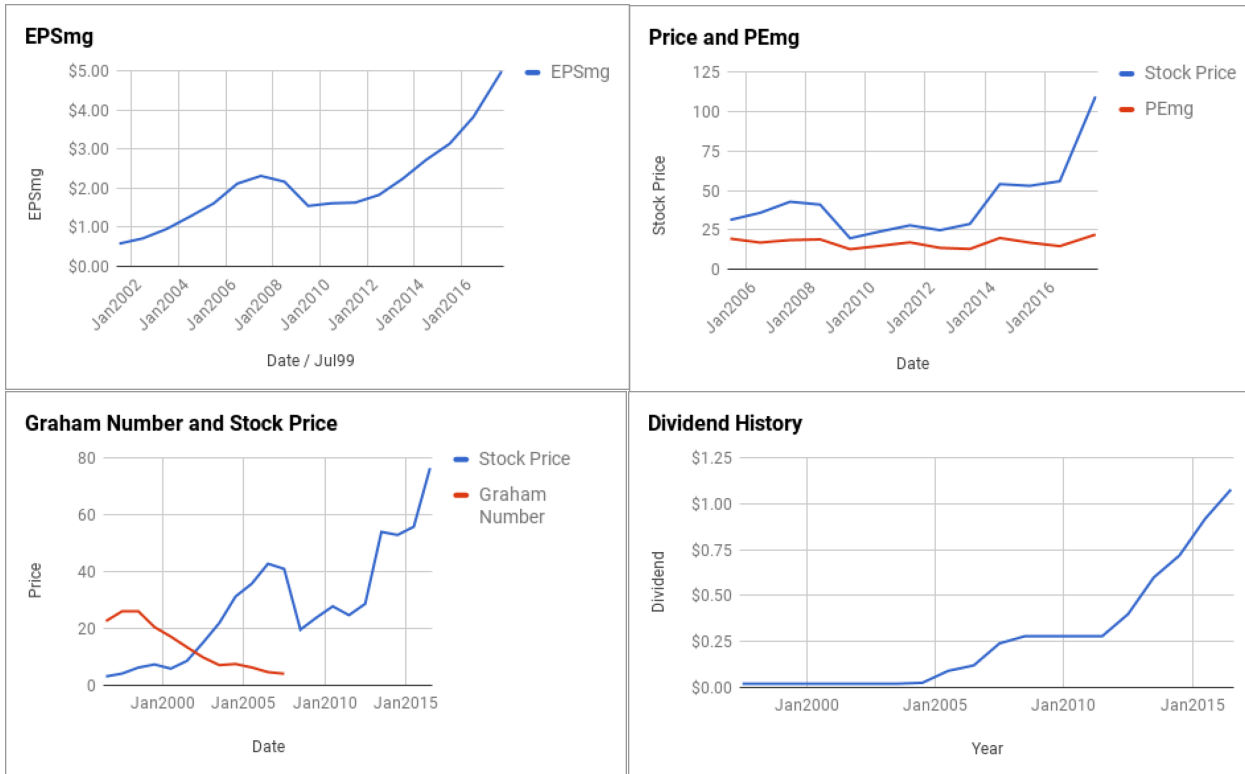 EPSmg
$5.00
$4.00
$3.00
$2.00
$1.00
$0.00
EPSmg
Jan2002
Jan2004
Jan2006
Jan2008
Jan2010
Jan2012
Jan2014
Jan2016
Date / Jul99
EPSmg
Price and PEmg
125
100
75
50
25
0
Stock Price
Jan2006
Jan2008
Jan2010
Jan2012
Jan2014
Jan2016
Date
Stock Price
PEmg
Graham Number and Stock Price
80
60
40
20
0
Price
Jan2000
Jan2005
Jan2010
Jan2015
Date
Stock Price
Graham
Number
Dividend History
$1.25
$1.00
$0.75
$0.50
$0.25
$0.00
Dividend
Jan2000
Jan2005
Jan2010
Jan2015
Year